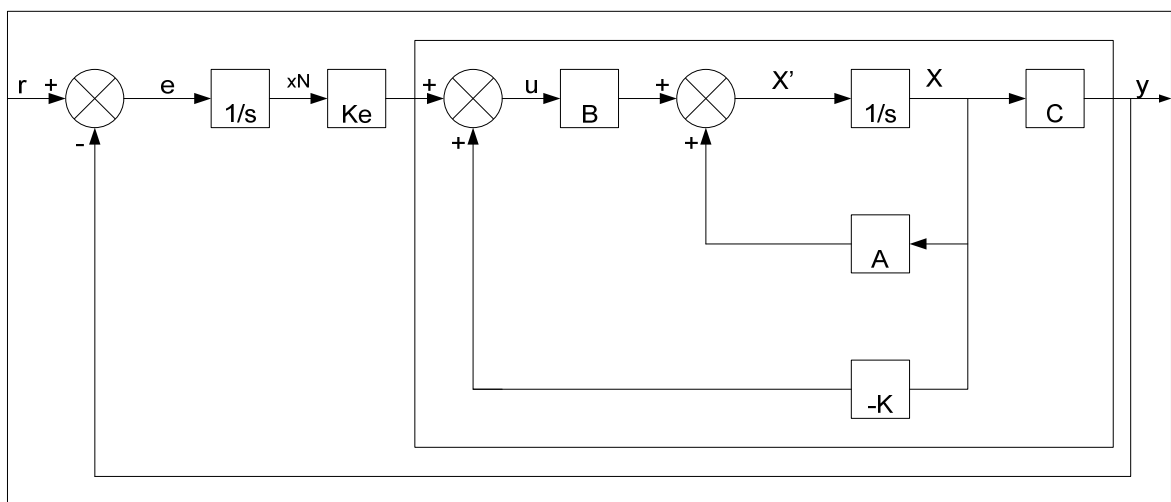 r + e 1/s xN Ke + u B + X' 1/s X C y
- + +
A
-K